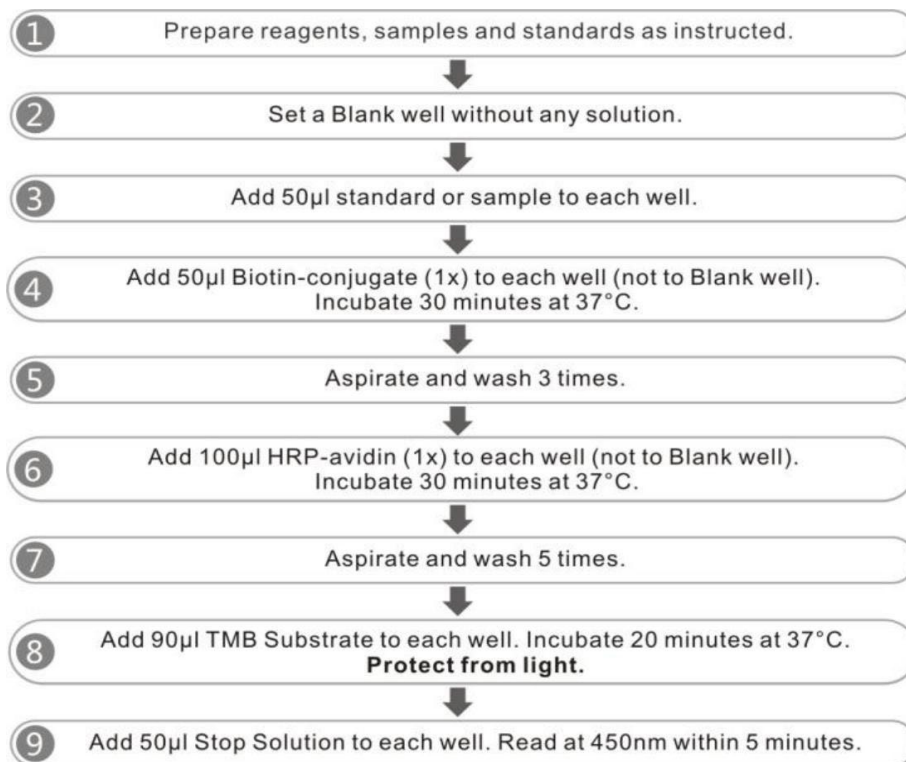 1 Prepare reagents, samples and standards as instructed.
2 Set a Blank well without any solution.
3 Add 50µl standard or sample to each well.
4 Add 50µl Biotin-conjugate (1x) to each well (not to Blank well).
Incubate 30 minutes at 37°C.
5 Aspirate and wash 3 times.
6 Add 100µl HRP-avidin (1x) to each well (not to Blank well).
Incubate 30 minutes at 37°C.
7 Aspirate and wash 5 times.
8 Add 90µl TMB Substrate to each well. Incubate 20 minutes at 37°C.
Protect from light.
9 Add 50µl Stop Solution to each well. Read at 450nm within 5 minutes.